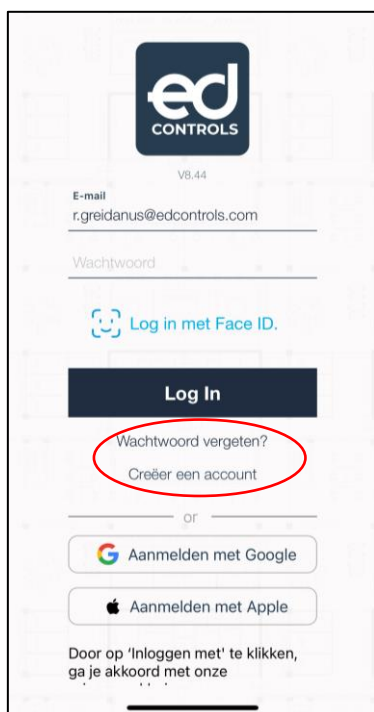 ed
CONTROLS
V8.44
E-mail
r.greidanus@edcontrols.com
Wachtwoord
Log in met Face ID.
Log In
Wachtwoord vergeten?
Creëer een account
or
Aanmelden met Google
Aanmelden met Apple
Door op ‘Inloggen met' te klikken,
ga je akkoord met onze